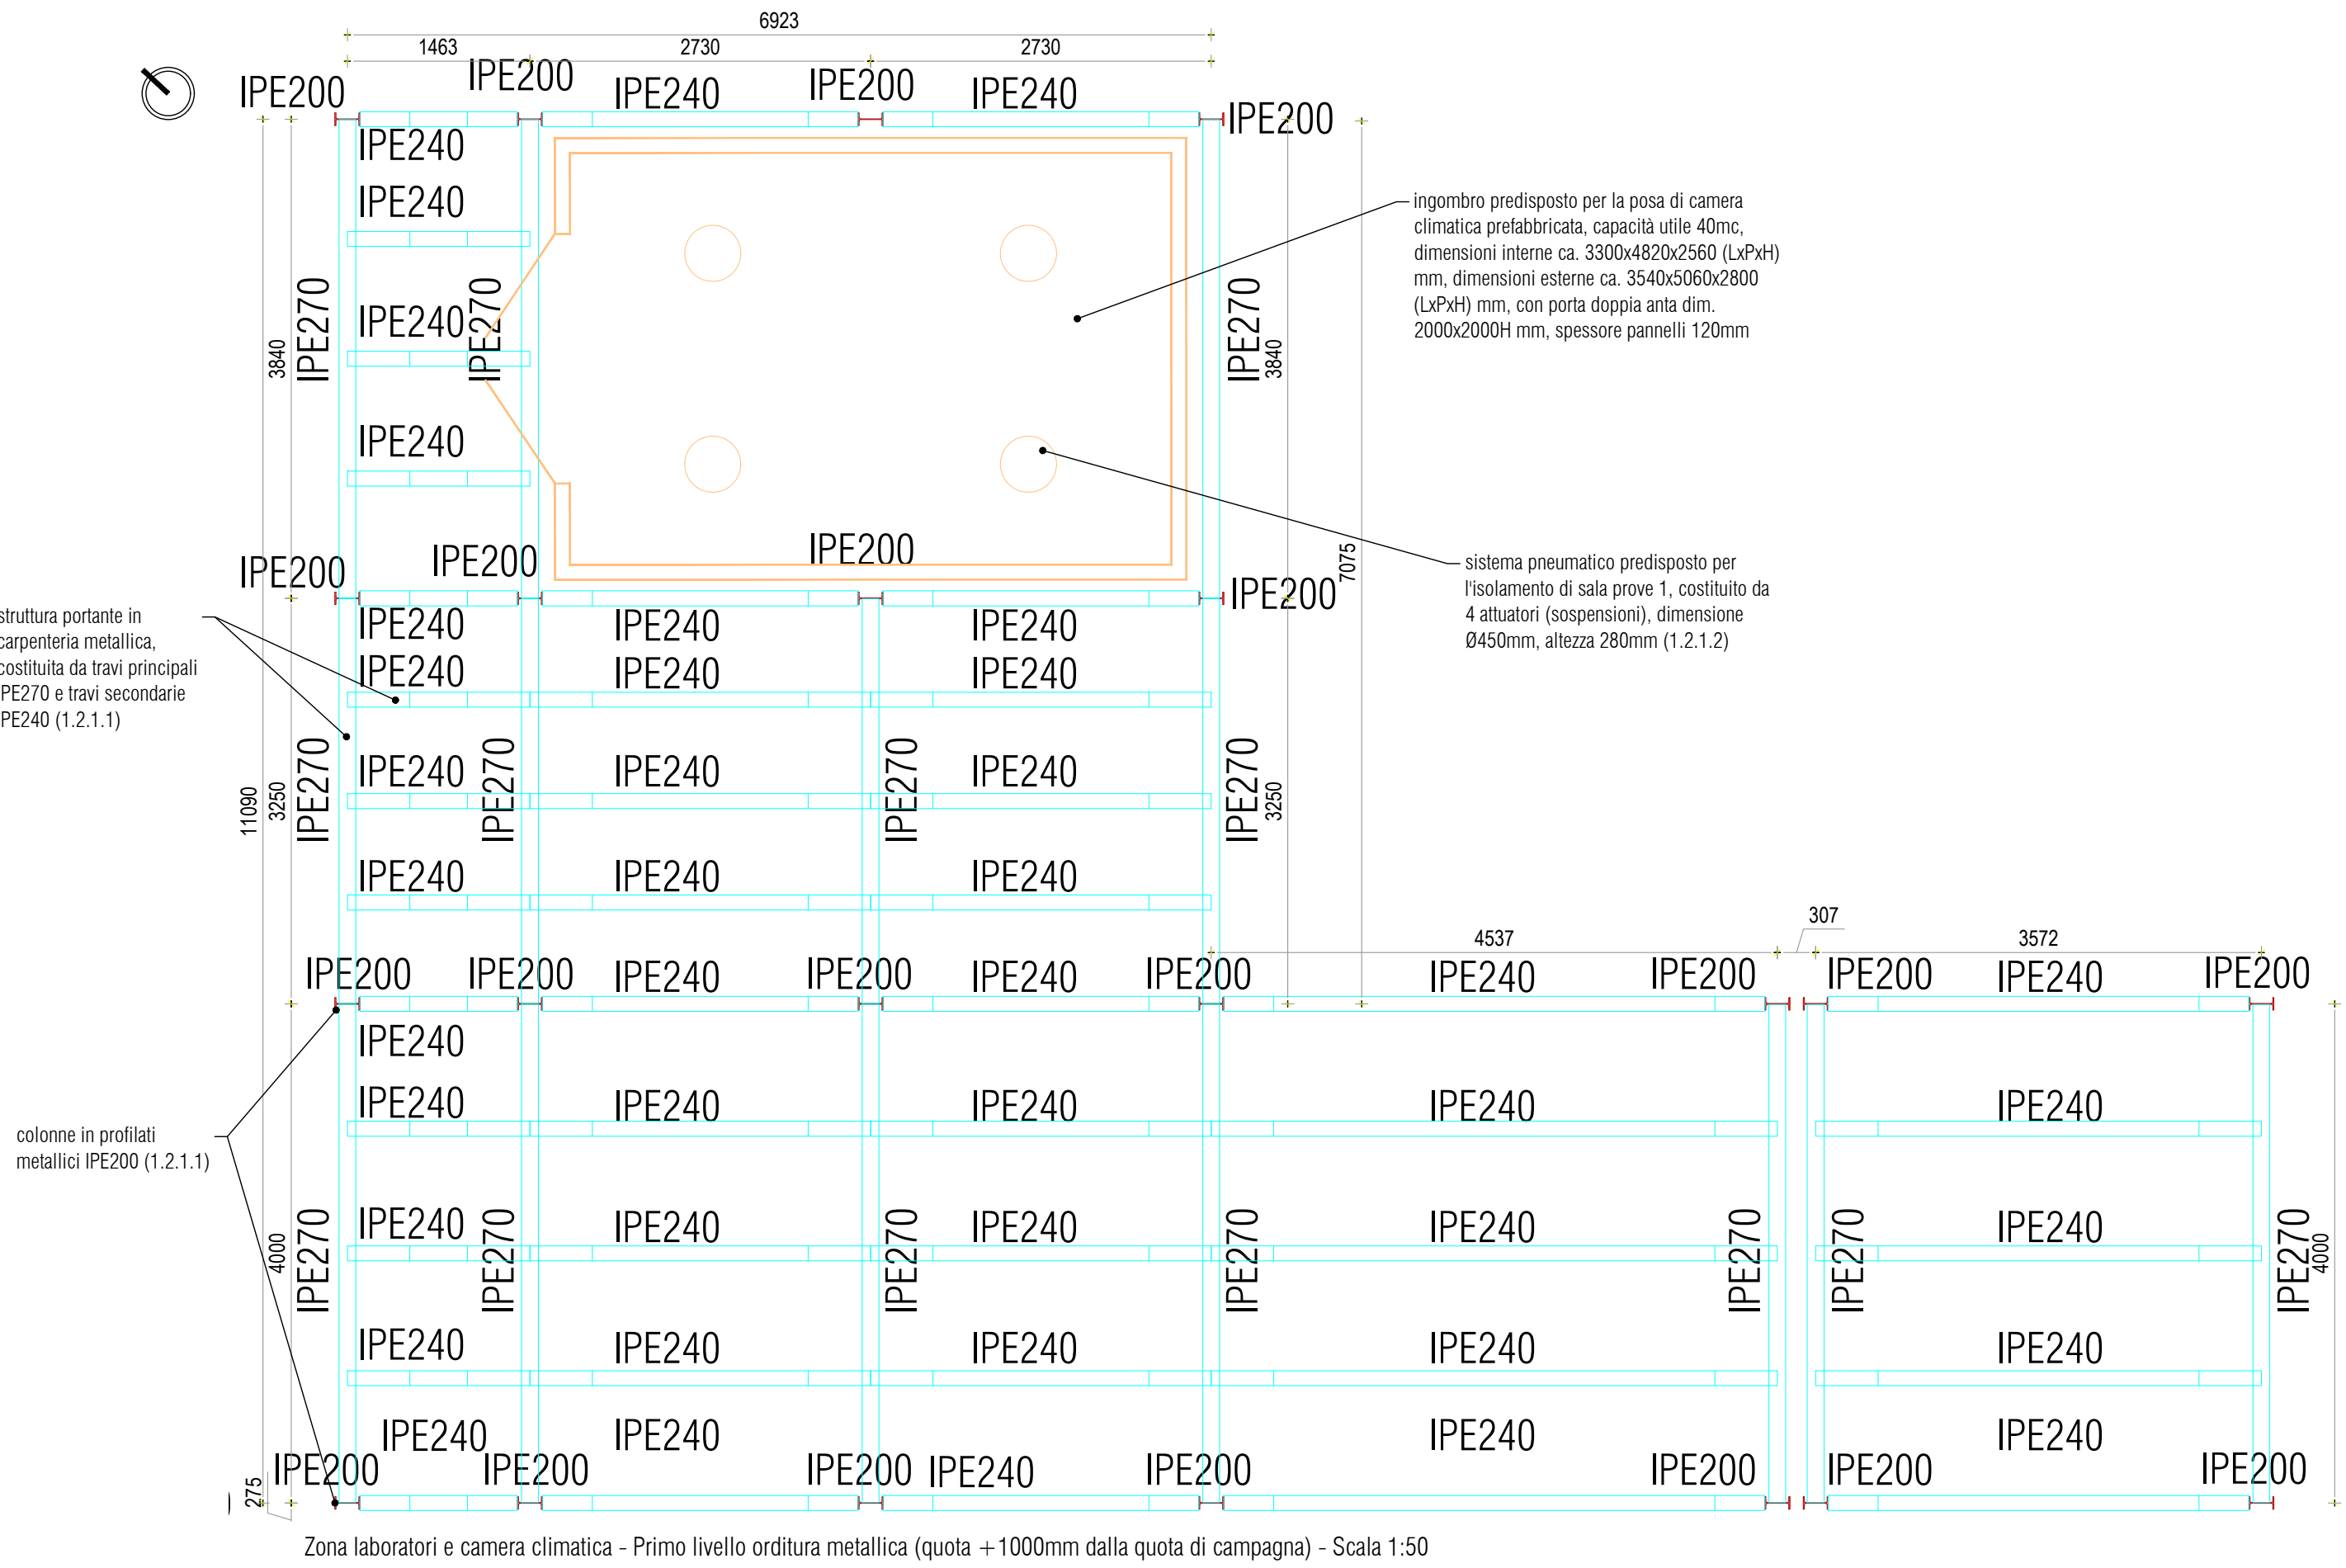 6923
1463 2730 2730
IPE200 IPE200 IPE240 IPE200 IPE240 IPE200
IPE240
IPE240
IPE270 IPE240 IPE270 IPE270
3840 3840
IPE240
ingombro predisposto per la posa di camera
climatica prefabbricata, capacità utile 40mc,
dimensioni interne ca. 3300x4820x2560 (LxPxH)
mm, dimensioni esterne ca. 3540x5060x2800
(LxPxH) mm, con porta doppia anta dim.
2000x2000H mm, spessore pannelli 120mm
IPE200 IPE200 IPE200 IPE200
7075
sistema pneumatico predisposto per
l'isolamento di sala prove 1, costituito da
4 attuatori (sospensioni), dimensione
Ø450mm, altezza 280mm (1.2.1.2)
struttura portante in
carpenteria metallica,
costituita da travi principali
IPE270 e travi secondarie
IPE240 (1.2.1.1)
IPE240 IPE240 IPE240
IPE240 IPE240 IPE240
IPE240 IPE240 IPE240
IPE270 IPE270 IPE270 IPE270
11090 3250 3250
IPE240 IPE240 IPE240
4537 307 3572
IPE200 IPE200 IPE240 IPE200 IPE240 IPE200 IPE240 IPE200 IPE200 IPE240 IPE200
IPE240
IPE240 IPE240 IPE240 IPE240 IPE240
colonne in profilati
metallici IPE200 (1.2.1.1)
IPE240 IPE240 IPE240 IPE240 IPE240
4000 IPE270 IPE270 IPE270 IPE270 IPE270 IPE270 IPE270 4000
IPE240 IPE240 IPE240 IPE240 IPE240
IPE240 IPE240 IPE240 IPE240 IPE240
275 IPE200 IPE200 IPE200 IPE200 IPE200 IPE200 IPE200
Zona laboratori e camera climatica - Primo livello orditura metallica (quota +1000mm dalla quota di campagna) - Scala 1:50